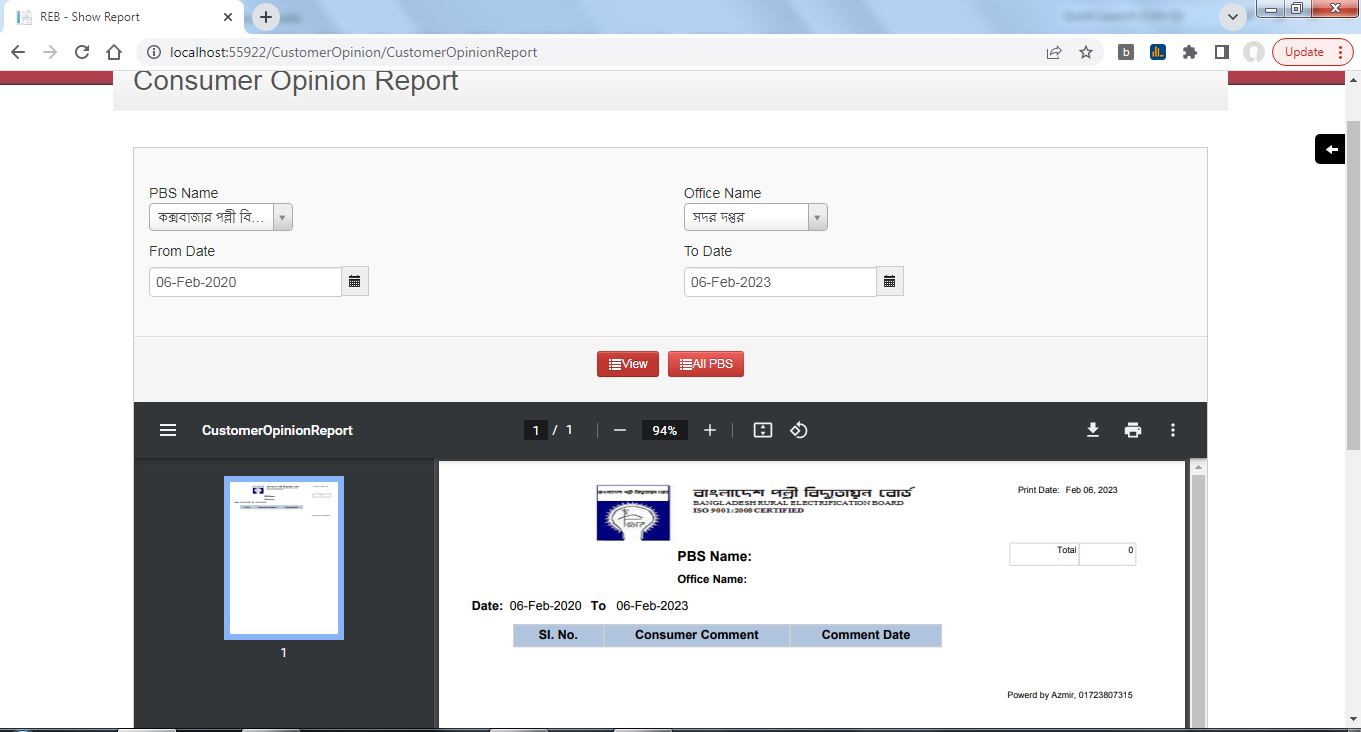 REB - Show Report
localhost:55922/CustomerOpinion/CustomerOpinionReport
b
Update
Consumer Opinion Report
PBS Name
Office Name
কক্সবাজার পল্লী বি...
সদর দপ্তর
From Date
To Date
06-Feb-2020
06-Feb-2023
View
All PBS
CustomerOpinionReport
1 / 1
94%
1
বাংলাদেশ পল্লী বিদ্যুতায়ন বোর্ড
BANGLADESH RURAL ELECTRIFICATION BOARD
ISO 9001:2008 CERTIFIED
Print Date: Feb 06, 2023
PBS Name:
Total 0
Office Name:
Date: 06-Feb-2020 To 06-Feb-2023
Sl. No. Consumer Comment Comment Date
Powerd by Azmir, 01723807315